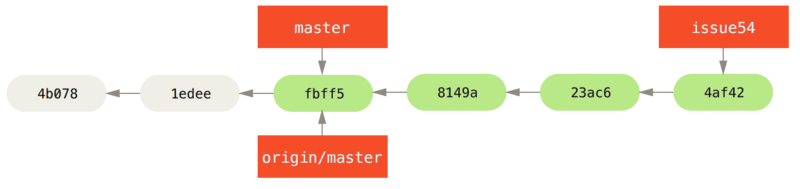 master
issue54
4b078
1edee
fbff5
8149a
23ac6
4af42
origin/master